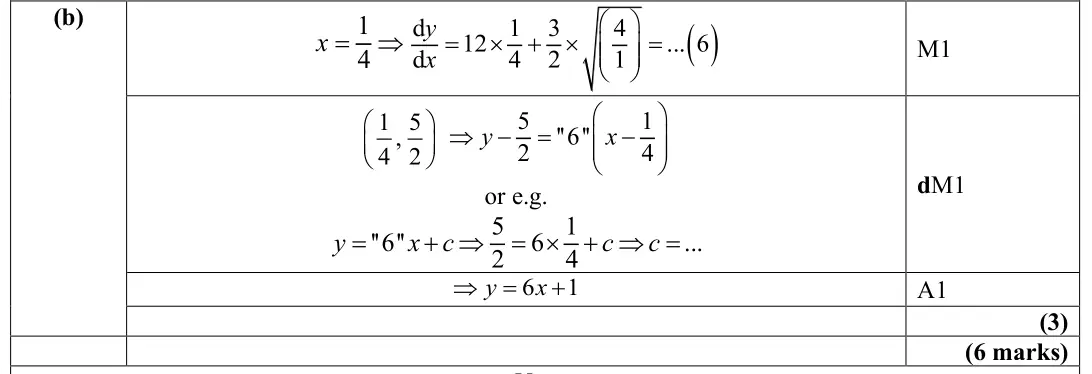 (b) x = 1/4 ⇒ dy/dx = 12 × 1/4 + 3/2 × √(4/1) = ...(6) M1
(1/4, 5/2) ⇒ y − 5/2 = "6"(x − 1/4)
or e.g. dM1
y = "6"x + c ⇒ 5/2 = 6 × 1/4 + c ⇒ c = ...
⇒ y = 6x + 1 A1
(3)
(6 marks)